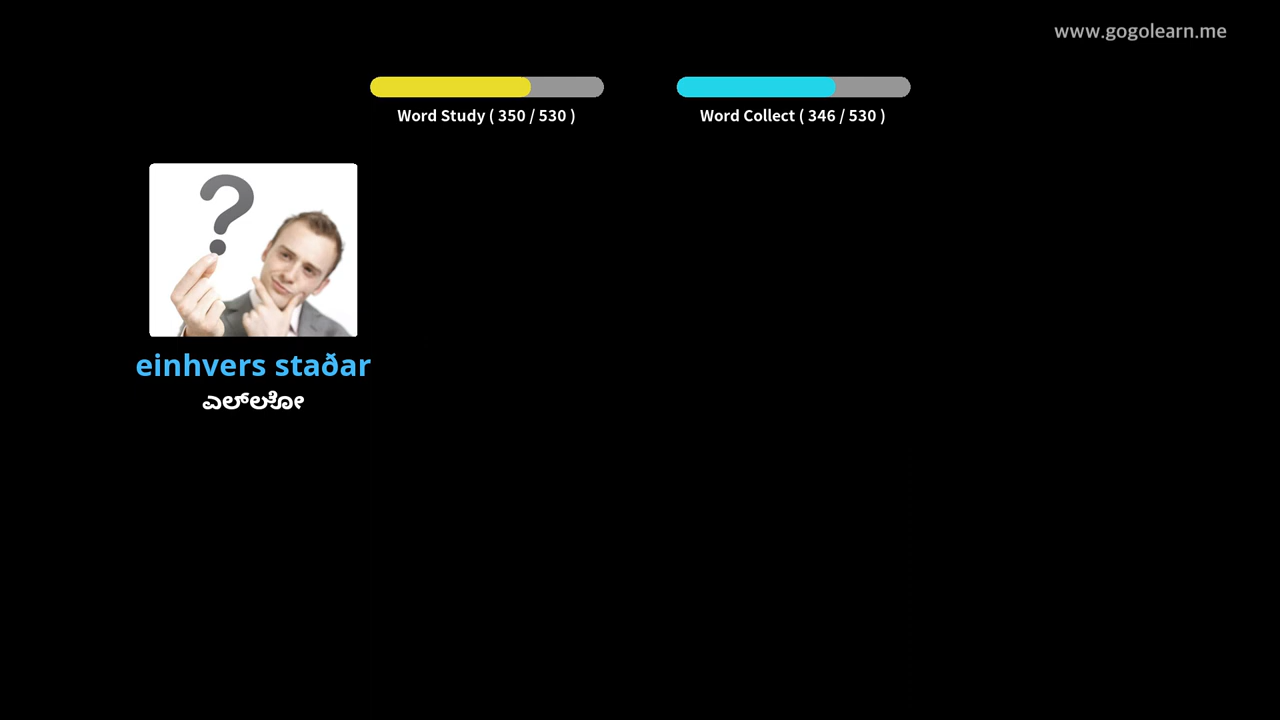 www.gogolearn.me
Word Study ( 350 / 530 )
Word Collect ( 346 / 530 )
einhvers staðar
ಎಲ್ಲೋ